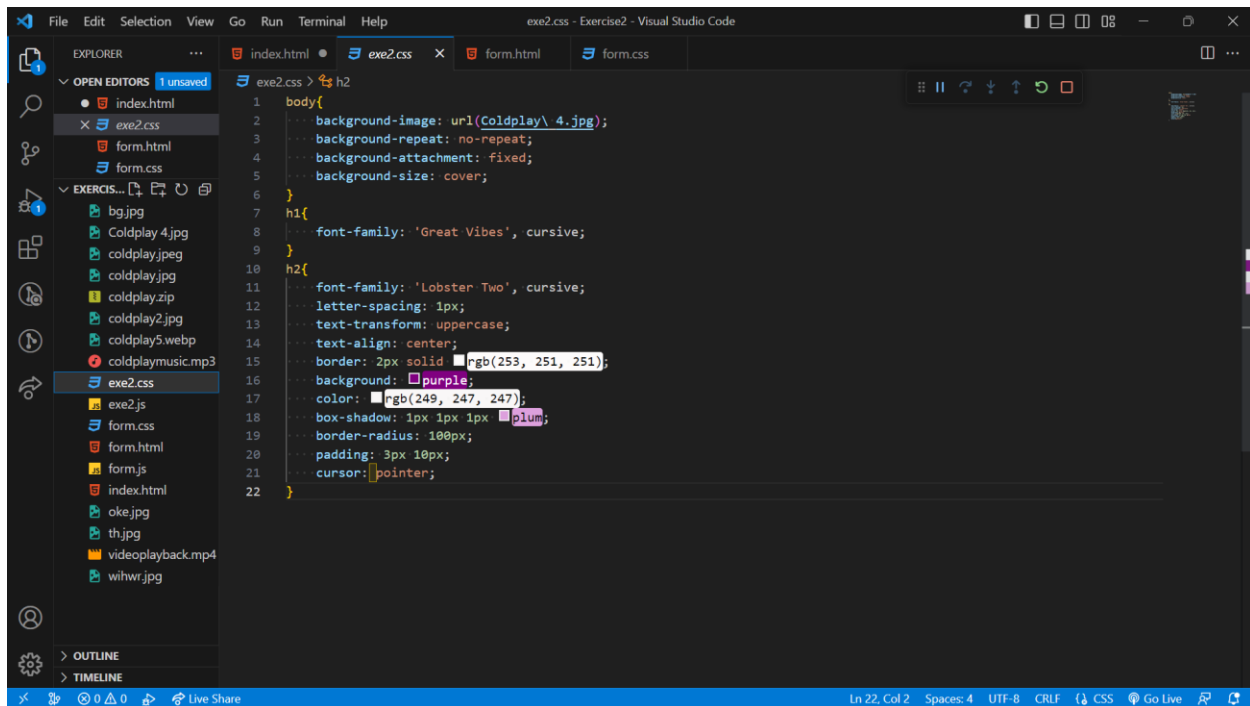 File Edit Selection View Go Run Terminal Help exe2.css - Exercise2 - Visual Studio Code
EXPLORER
index.html exe2.css form.html form.css
OPEN EDITORS 1 unsaved
index.html
exe2.css
form.html
form.css
EXERCIS...
bg.jpg
Coldplay 4.jpg
coldplay.jpeg
coldplay.jpg
coldplay.zip
coldplay2.jpg
coldplay5.webp
coldplaymusic.mp3
exe2.css
exe2.js
form.css
form.html
form.js
index.html
oke.jpg
th.jpg
videoplayback.mp4
wihwr.jpg
OUTLINE
TIMELINE
exe2.css > h2
1 body{
2 background-image: url(Coldplay\ 4.jpg);
3 background-repeat: no-repeat;
4 background-attachment: fixed;
5 background-size: cover;
6 }
7 h1{
8 font-family: 'Great Vibes', cursive;
9 }
10 h2{
11 font-family: 'Lobster Two', cursive;
12 letter-spacing: 1px;
13 text-transform: uppercase;
14 text-align: center;
15 border: 2px solid rgb(253, 251, 251);
16 background: purple;
17 color: rgb(249, 247, 247);
18 box-shadow: 1px 1px 1px plum;
19 border-radius: 100px;
20 padding: 3px 10px;
21 cursor: pointer;
22 }
0 0 Live Share Ln 22, Col 2 Spaces: 4 UTF-8 CRLF CSS Go Live